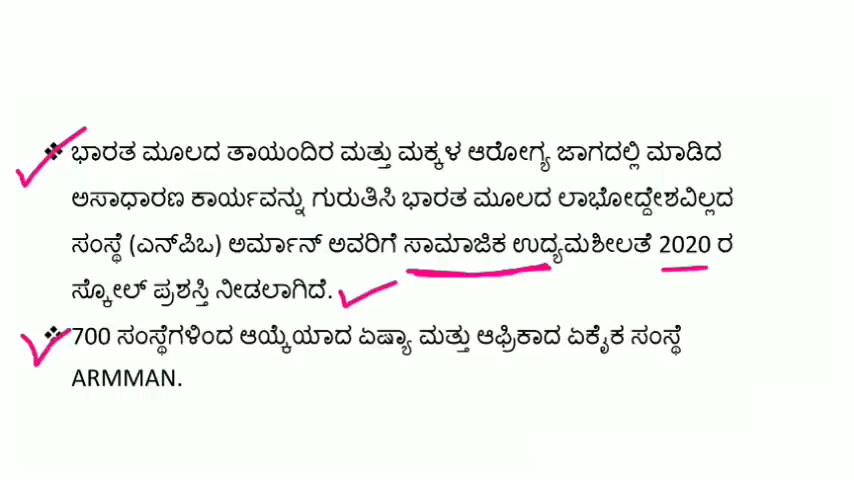 ❖ ಭಾರತ ಮೂಲದ ತಾಯಂದಿರ ಮತ್ತು ಮಕ್ಕಳ ಆರೋಗ್ಯ ಜಾಗದಲ್ಲಿ ಮಾಡಿದ
ಅಸಾಧಾರಣ ಕಾರ್ಯವನ್ನು ಗುರುತಿಸಿ ಭಾರತ ಮೂಲದ ಲಾಭೋದ್ದೇಶವಿಲ್ಲದ
ಸಂಸ್ಥೆ (ಎನ್‌ಪಿಒ) ಅರ್ಮಾನ್ ಅವರಿಗೆ ಸಾಮಾಜಿಕ ಉದ್ಯಮಶೀಲತೆ 2020 ರ
ಸ್ಕೋಲ್ ಪ್ರಶಸ್ತಿ ನೀಡಲಾಗಿದೆ.
❖ 700 ಸಂಸ್ಥೆಗಳಿಂದ ಆಯ್ಕೆಯಾದ ಏಷ್ಯಾ ಮತ್ತು ಆಫ್ರಿಕಾದ ಏಕೈಕ ಸಂಸ್ಥೆ
ARMMAN.